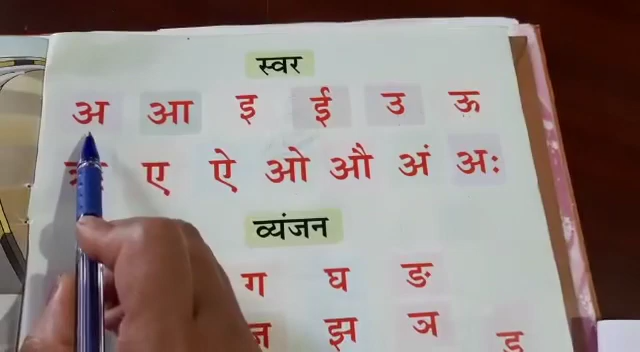 स्वर
अ आ इ ई उ ऊ
ए ऐ ओ औ अं अः
व्यंजन
ग घ ङ
झ ञ